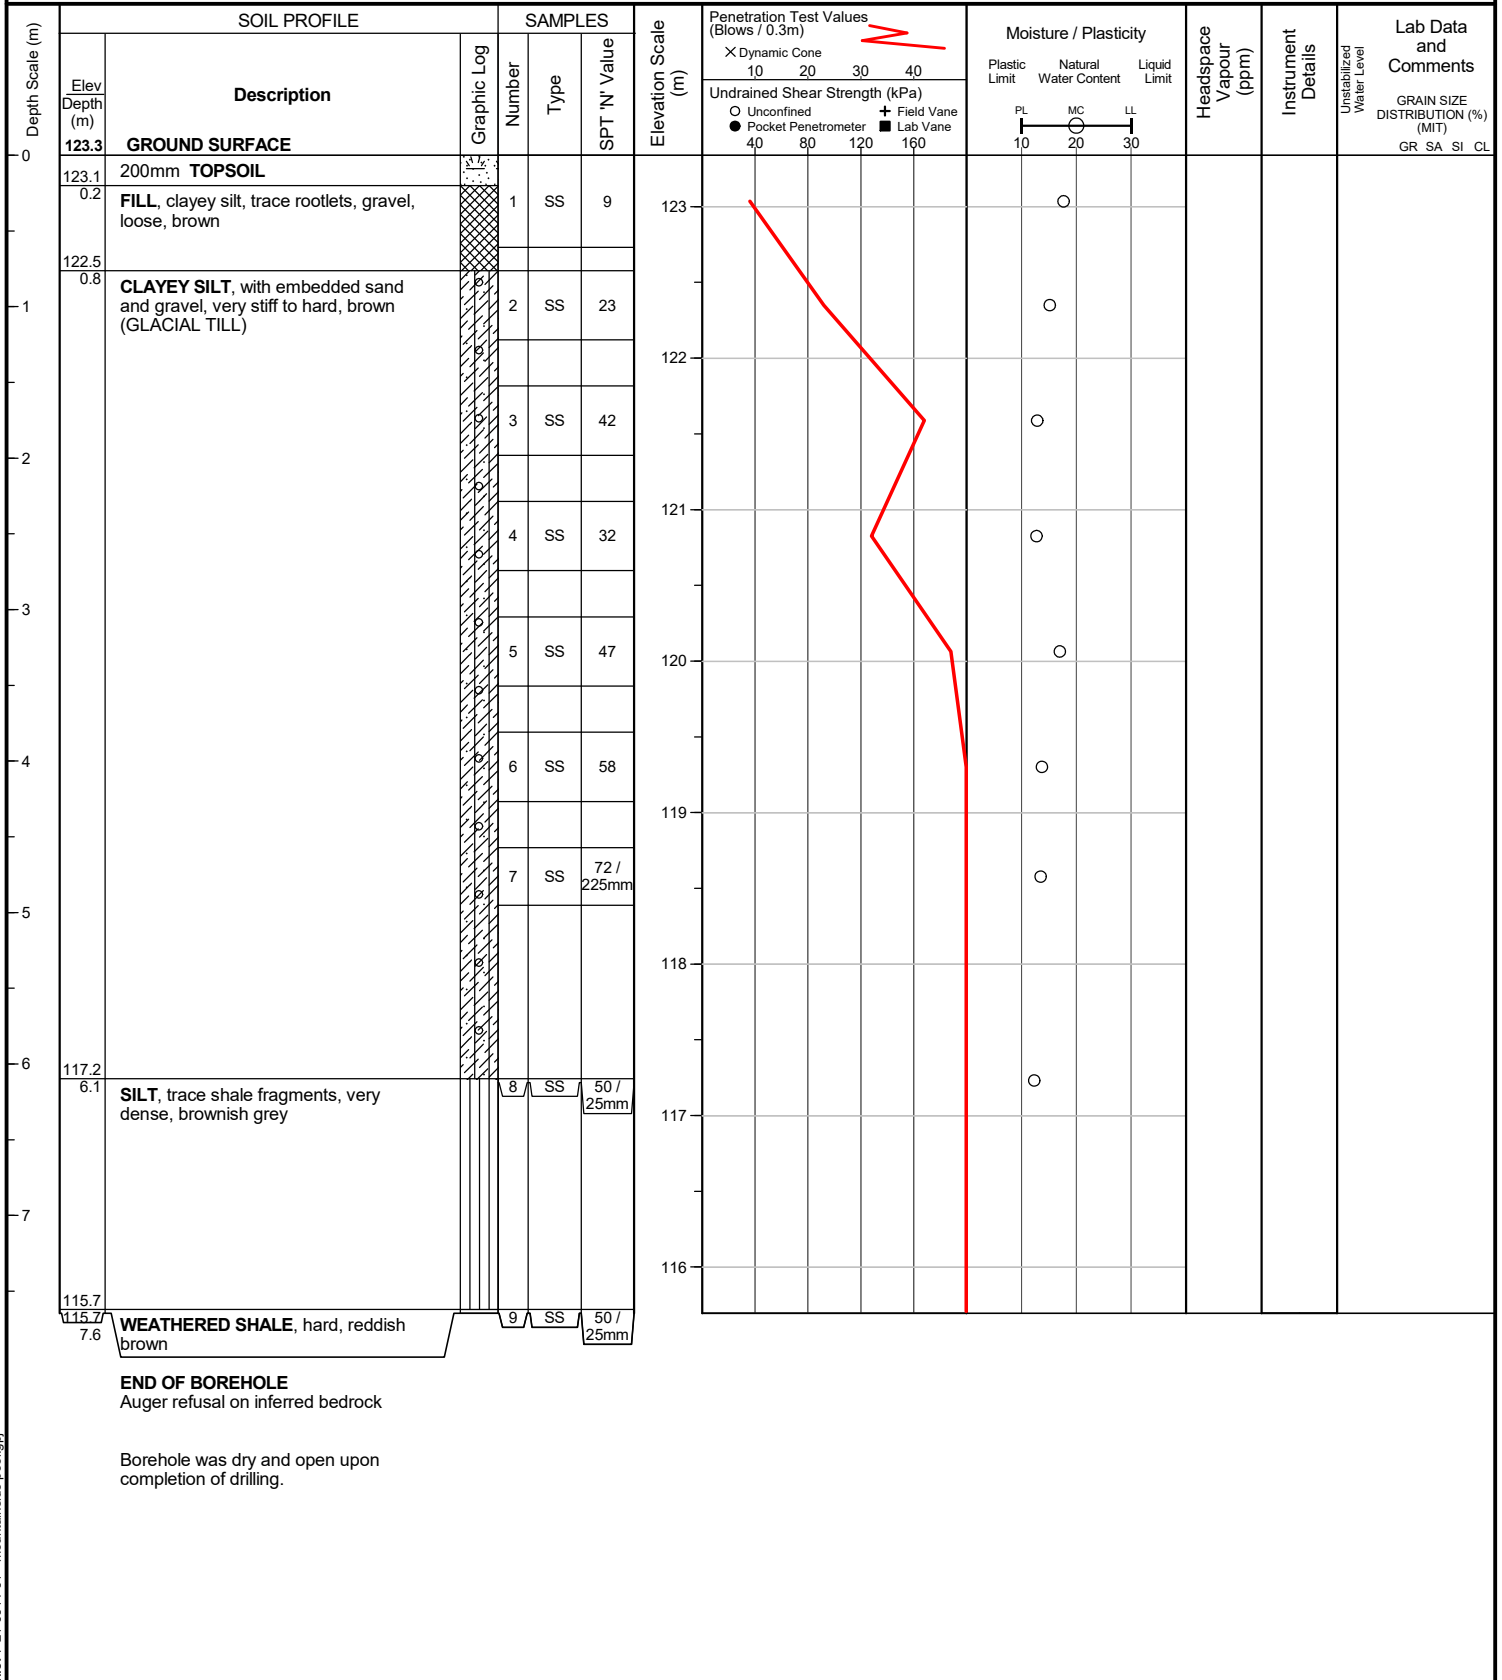 SOIL PROFILE
SAMPLES
Depth Scale (m)
Elev
Depth
(m)
Description
Graphic Log
Number
Type
SPT 'N' Value
Elevation Scale
(m)
Penetration Test Values
(Blows / 0.3m)
X Dynamic Cone
10 20 30 40
Undrained Shear Strength (kPa)
Unconfined
Field Vane
Pocket Penetrometer
Lab Vane
40 80 120 160
Moisture / Plasticity
Plastic
Limit
Natural
Water Content
Liquid
Limit
PL MC LL
10 20 30
Headspace
Vapour
(ppm)
Instrument
Details
Unstabilized
Water Level
Lab Data
and
Comments
GRAIN SIZE
DISTRIBUTION (%)
(MIT)
GR SA SI CL
123.3 GROUND SURFACE
0
123.1 200mm TOPSOIL
0.2
FILL, clayey silt, trace rootlets, gravel,
loose, brown
1 SS 9
123
122.5
0.8
CLAYEY SILT, with embedded sand
and gravel, very stiff to hard, brown
(GLACIAL TILL)
1
2 SS 23
122
3 SS 42
2
121
4 SS 32
3
5 SS 47
120
4
6 SS 58
119
7 SS 72 /
225mm
5
118
6
117.2
6.1
SILT, trace shale fragments, very
dense, brownish grey
8 SS 50 /
25mm
117
7
116
115.7
115.7
7.6
WEATHERED SHALE, hard, reddish
brown
9 SS 50 /
25mm
END OF BOREHOLE
Auger refusal on inferred bedrock
Borehole was dry and open upon
completion of drilling.